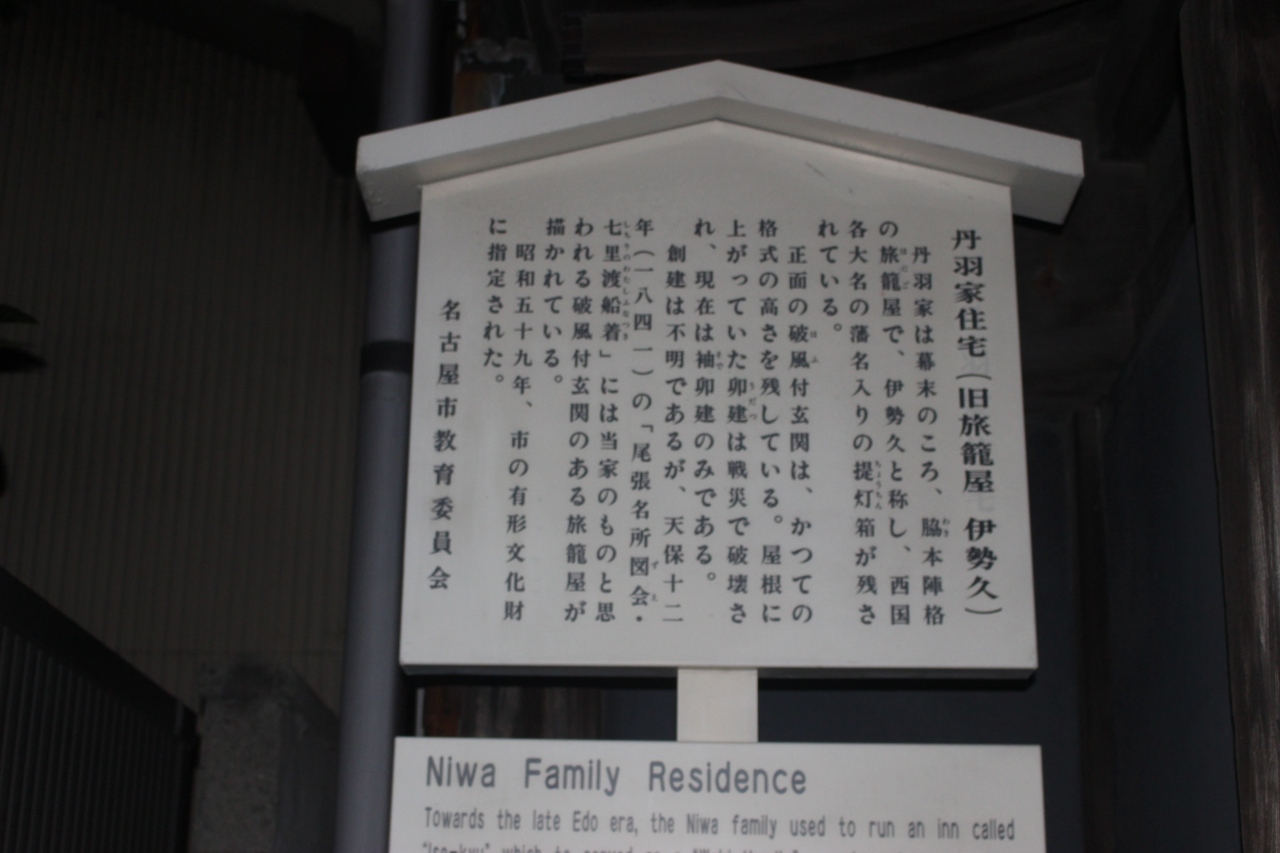 丹羽家住宅（旧旅籠屋 伊勢久）
丹羽家は幕末のころ、脇本陣格
の旅籠屋で、伊勢久と称し、西国
各大名の藩名入りの提灯箱が残さ
れている。
正面の破風付玄関は、かつての
格式の高さを残している。屋根に
上がっていた卯建は戦災で破壊さ
れ、現在は袖卯建のみである。
創建は不明であるが、天保十二
年（一八四一）の「尾張名所図会・
七里渡船着」には当家のものと思
われる破風付玄関のある旅籠屋が
描かれている。
昭和五十九年、市の有形文化財
に指定された。
名古屋市教育委員会
Niwa Family Residence
Towards the late Edo era, the Niwa family used to run an inn called